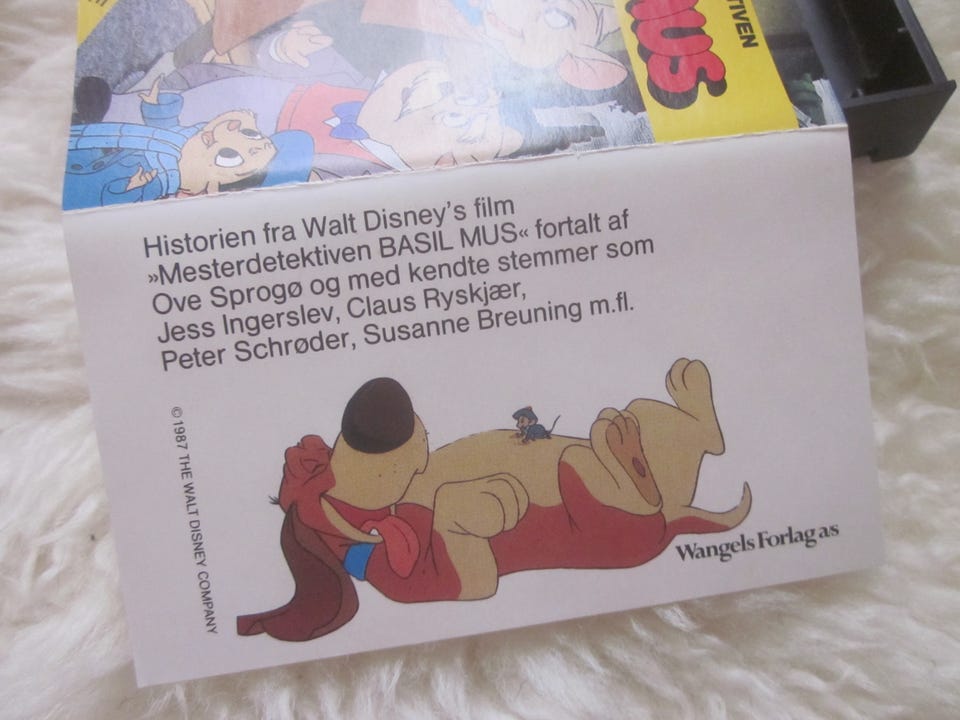 TIVEN
MUS
Historien fra Walt Disney's film
»Mesterdetektiven BASIL MUS« fortalt af
Ove Sprogø og med kendte stemmer som
Jess Ingerslev, Claus Ryskjær,
Peter Schrøder, Susanne Breuning m.fl.
© 1987 THE WALT DISNEY COMPANY
Wangels Forlag as